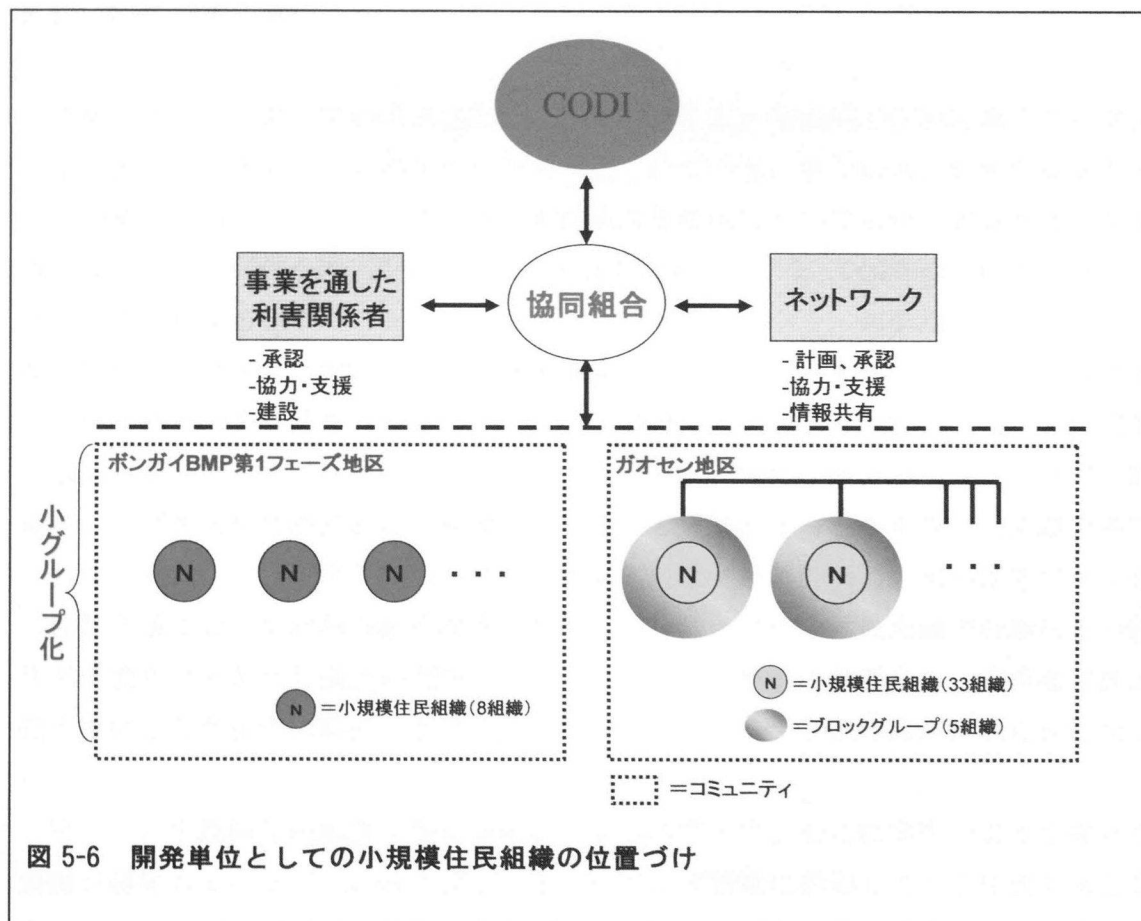 CODI
事業を通した
利害関係者
協同組合
ネットワーク
- 承認
-協力・支援
-建設
- 計画、承認
-協力・支援
-情報共有
小グループ化
ボンガイBMP第1フェーズ地区
N N N ・・・
N =小規模住民組織(8組織)
ガオセン地区
N N ・・・
N =小規模住民組織(33組織)
=ブロックグループ(5組織)
=コミュニティ
図 5-6 開発単位としての小規模住民組織の位置づけ